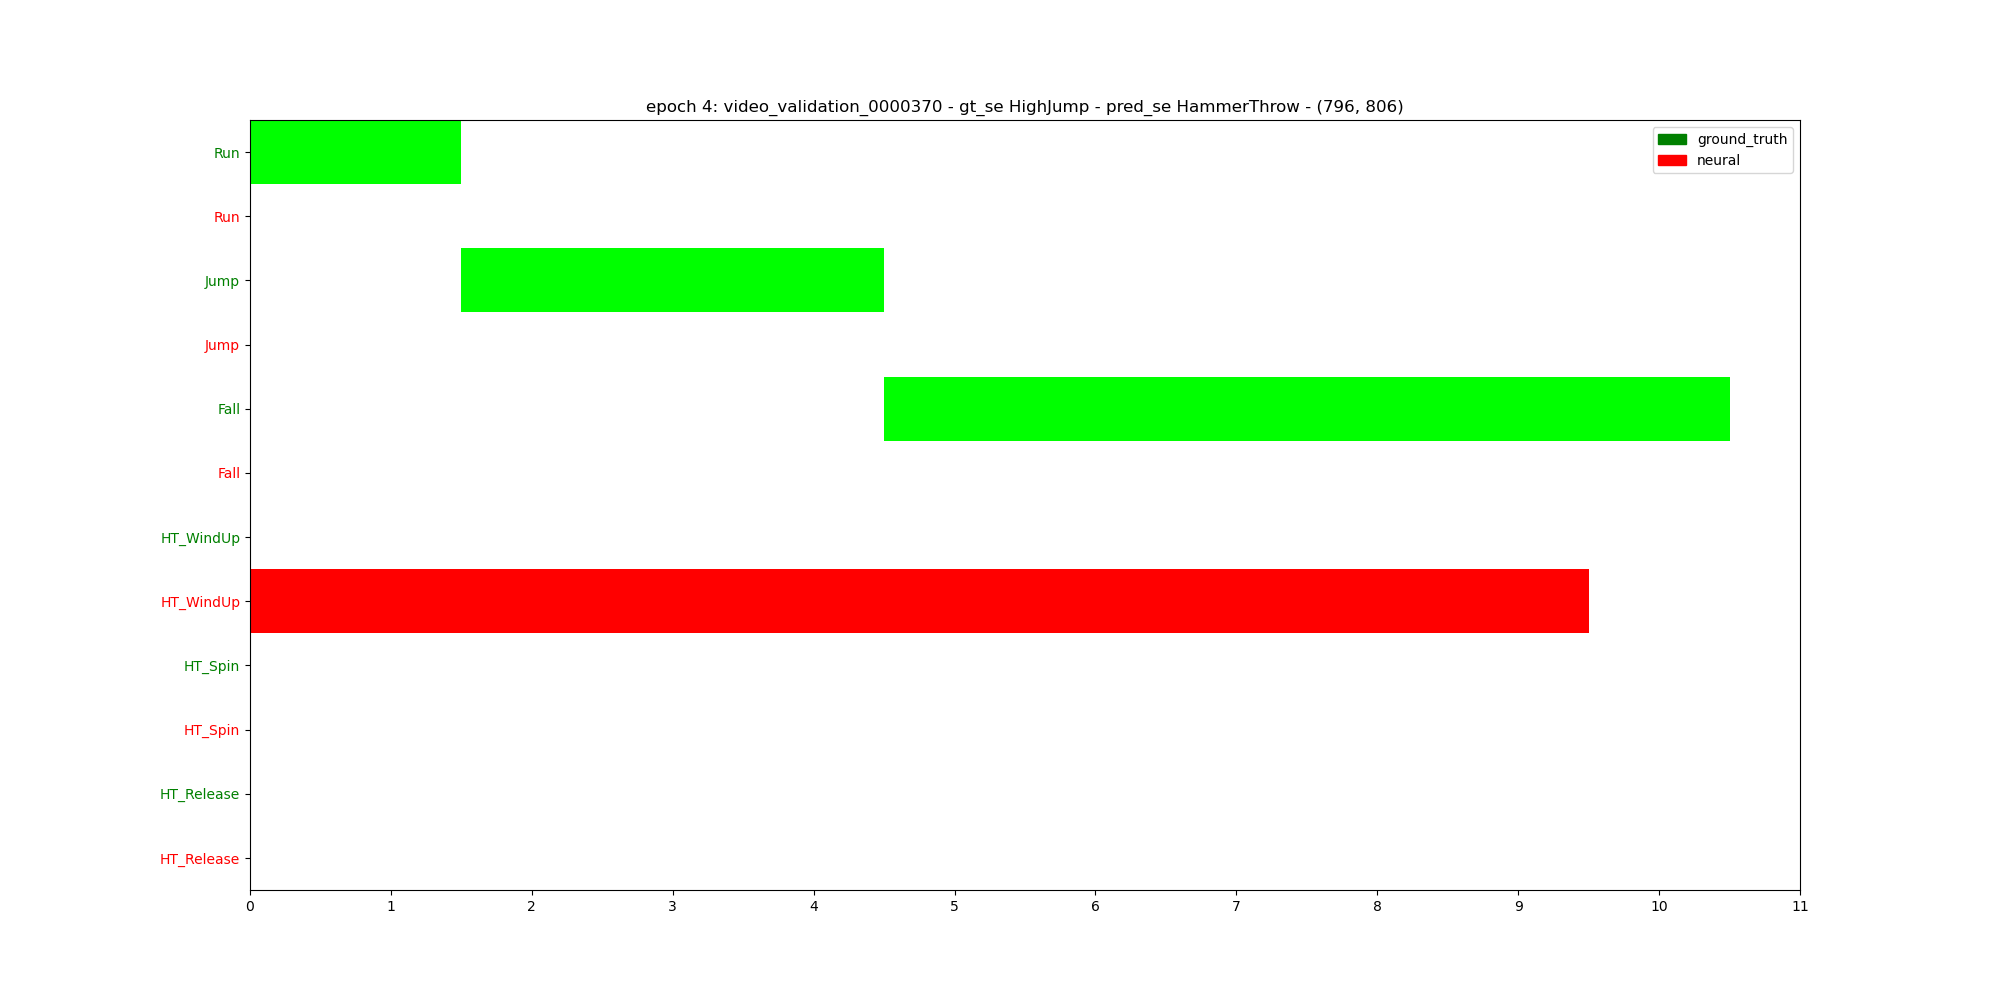 epoch 4: video_validation_0000370 - gt_se HighJump - pred_se HammerThrow - (796, 806)
ground_truth
neural
Run
Run
Jump
Jump
Fall
Fall
HT_WindUp
HT_WindUp
HT_Spin
HT_Spin
HT_Release
HT_Release
0 1 2 3 4 5 6 7 8 9 10 11